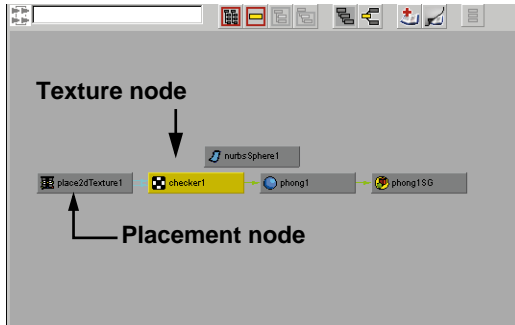 Texture node
nurbsSphere1
place2dTexture1 checker1 phong1 phong1SG
Placement node